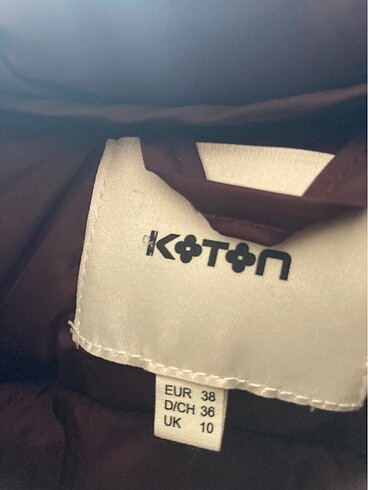 KOTON
EUR 38
D/CH 36
UK 10